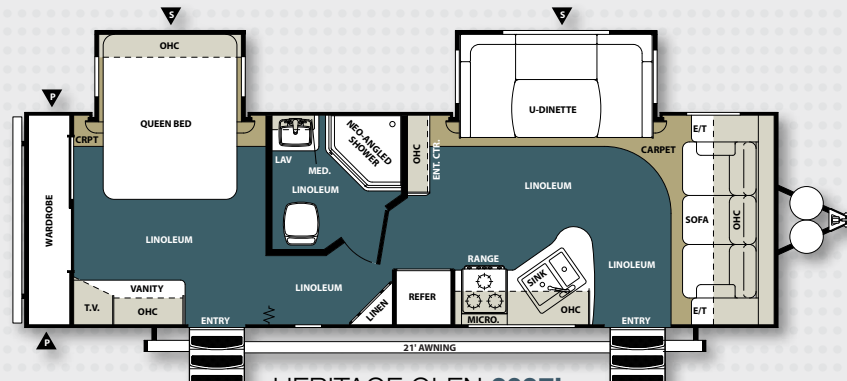 S
S
OHC
P
QUEEN BED
U-DINETTE
NEO-ANGLED
SHOWER
E/T
CRPT
LAV
MED.
OHC
ENT. CTR.
CARPET
LINOLEUM
LINOLEUM
WARDROBE
SOFA
OHC
LINOLEUM
RANGE
LINOLEUM
SINK
VANITY
LINOLEUM
REFER
T.V.
OHC
LINEN
OHC
E/T
ENTRY
MICRO.
ENTRY
P
21' AWNING
HERITAGE GLEN